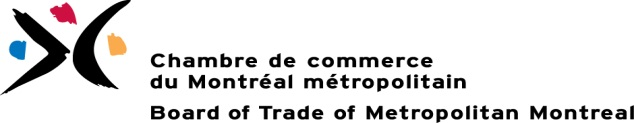 Chambre de commerce
du Montréal métropolitain
Board of Trade of Metropolitan Montreal